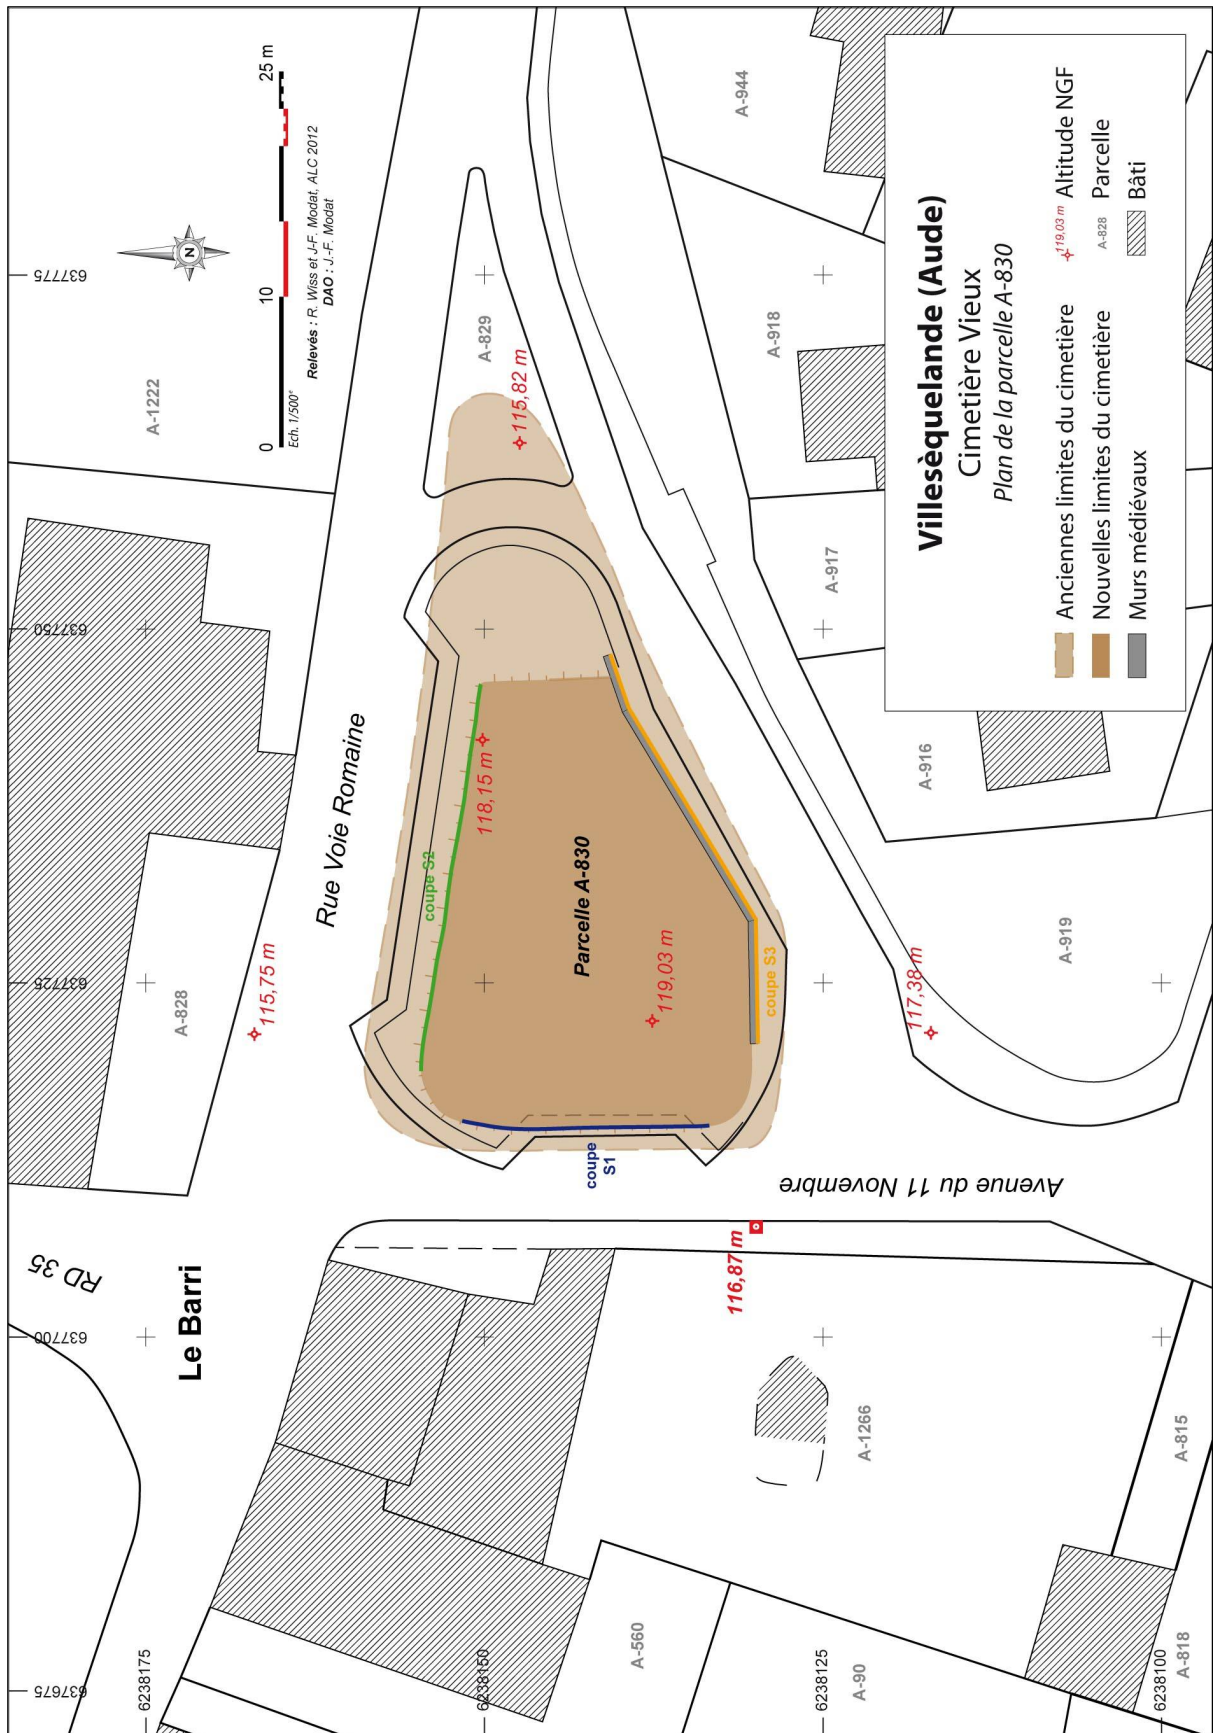 Villesèquelande (Aude)
Cimetière Vieux
Plan de la parcelle A-830
Anciennes limites du cimetière
Nouvelles limites du cimetière
Murs médiévaux
119,03 m Altitude NGF
A-828 Parcelle
Bâti
0 10 25 m
Ech. 1/500e
Relevés : R. Wiss et J-F. Modat, ALC 2012
DAO : J.-F. Modat
N
637675
637700
637725
637750
637775
6238175
6238150
6238125
6238100
RD 35
Le Barri
Rue Voie Romaine
Avenue du 11 Novembre
Parcelle A-830
coupe S1
coupe S2
coupe S3
115,75 m
118,15 m
119,03 m
115,82 m
117,38 m
116,87 m
A-1222
A-828
A-829
A-944
A-918
A-917
A-916
A-919
A-1266
A-560
A-90
A-815
A-818